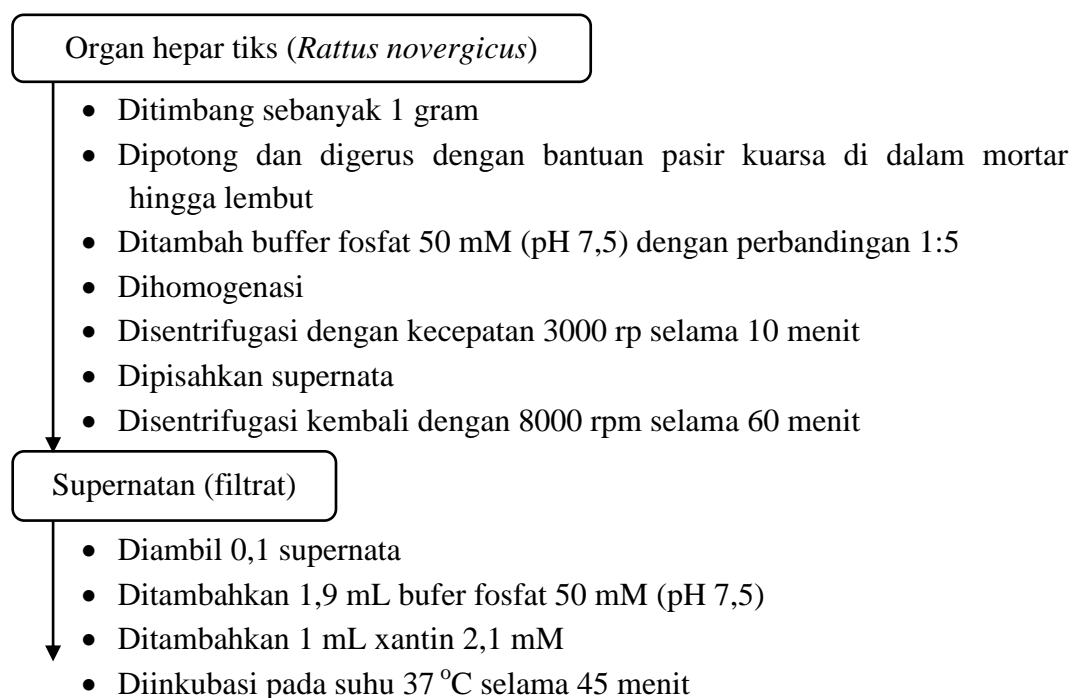 Organ hepar tiks (Rattus novergicus)
• Ditimbang sebanyak 1 gram
• Dipotong dan digerus dengan bantuan pasir kuarsa di dalam mortar
hingga lembut
• Ditambah buffer fosfat 50 mM (pH 7,5) dengan perbandingan 1:5
• Dihomogenasi
• Disentrifugasi dengan kecepatan 3000 rp selama 10 menit
• Dipisahkan supernata
• Disentrifugasi kembali dengan 8000 rpm selama 60 menit
Supernatan (filtrat)
• Diambil 0,1 supernata
• Ditambahkan 1,9 mL bufer fosfat 50 mM (pH 7,5)
• Ditambahkan 1 mL xantin 2,1 mM
• Diinkubasi pada suhu 37 °C selama 45 menit